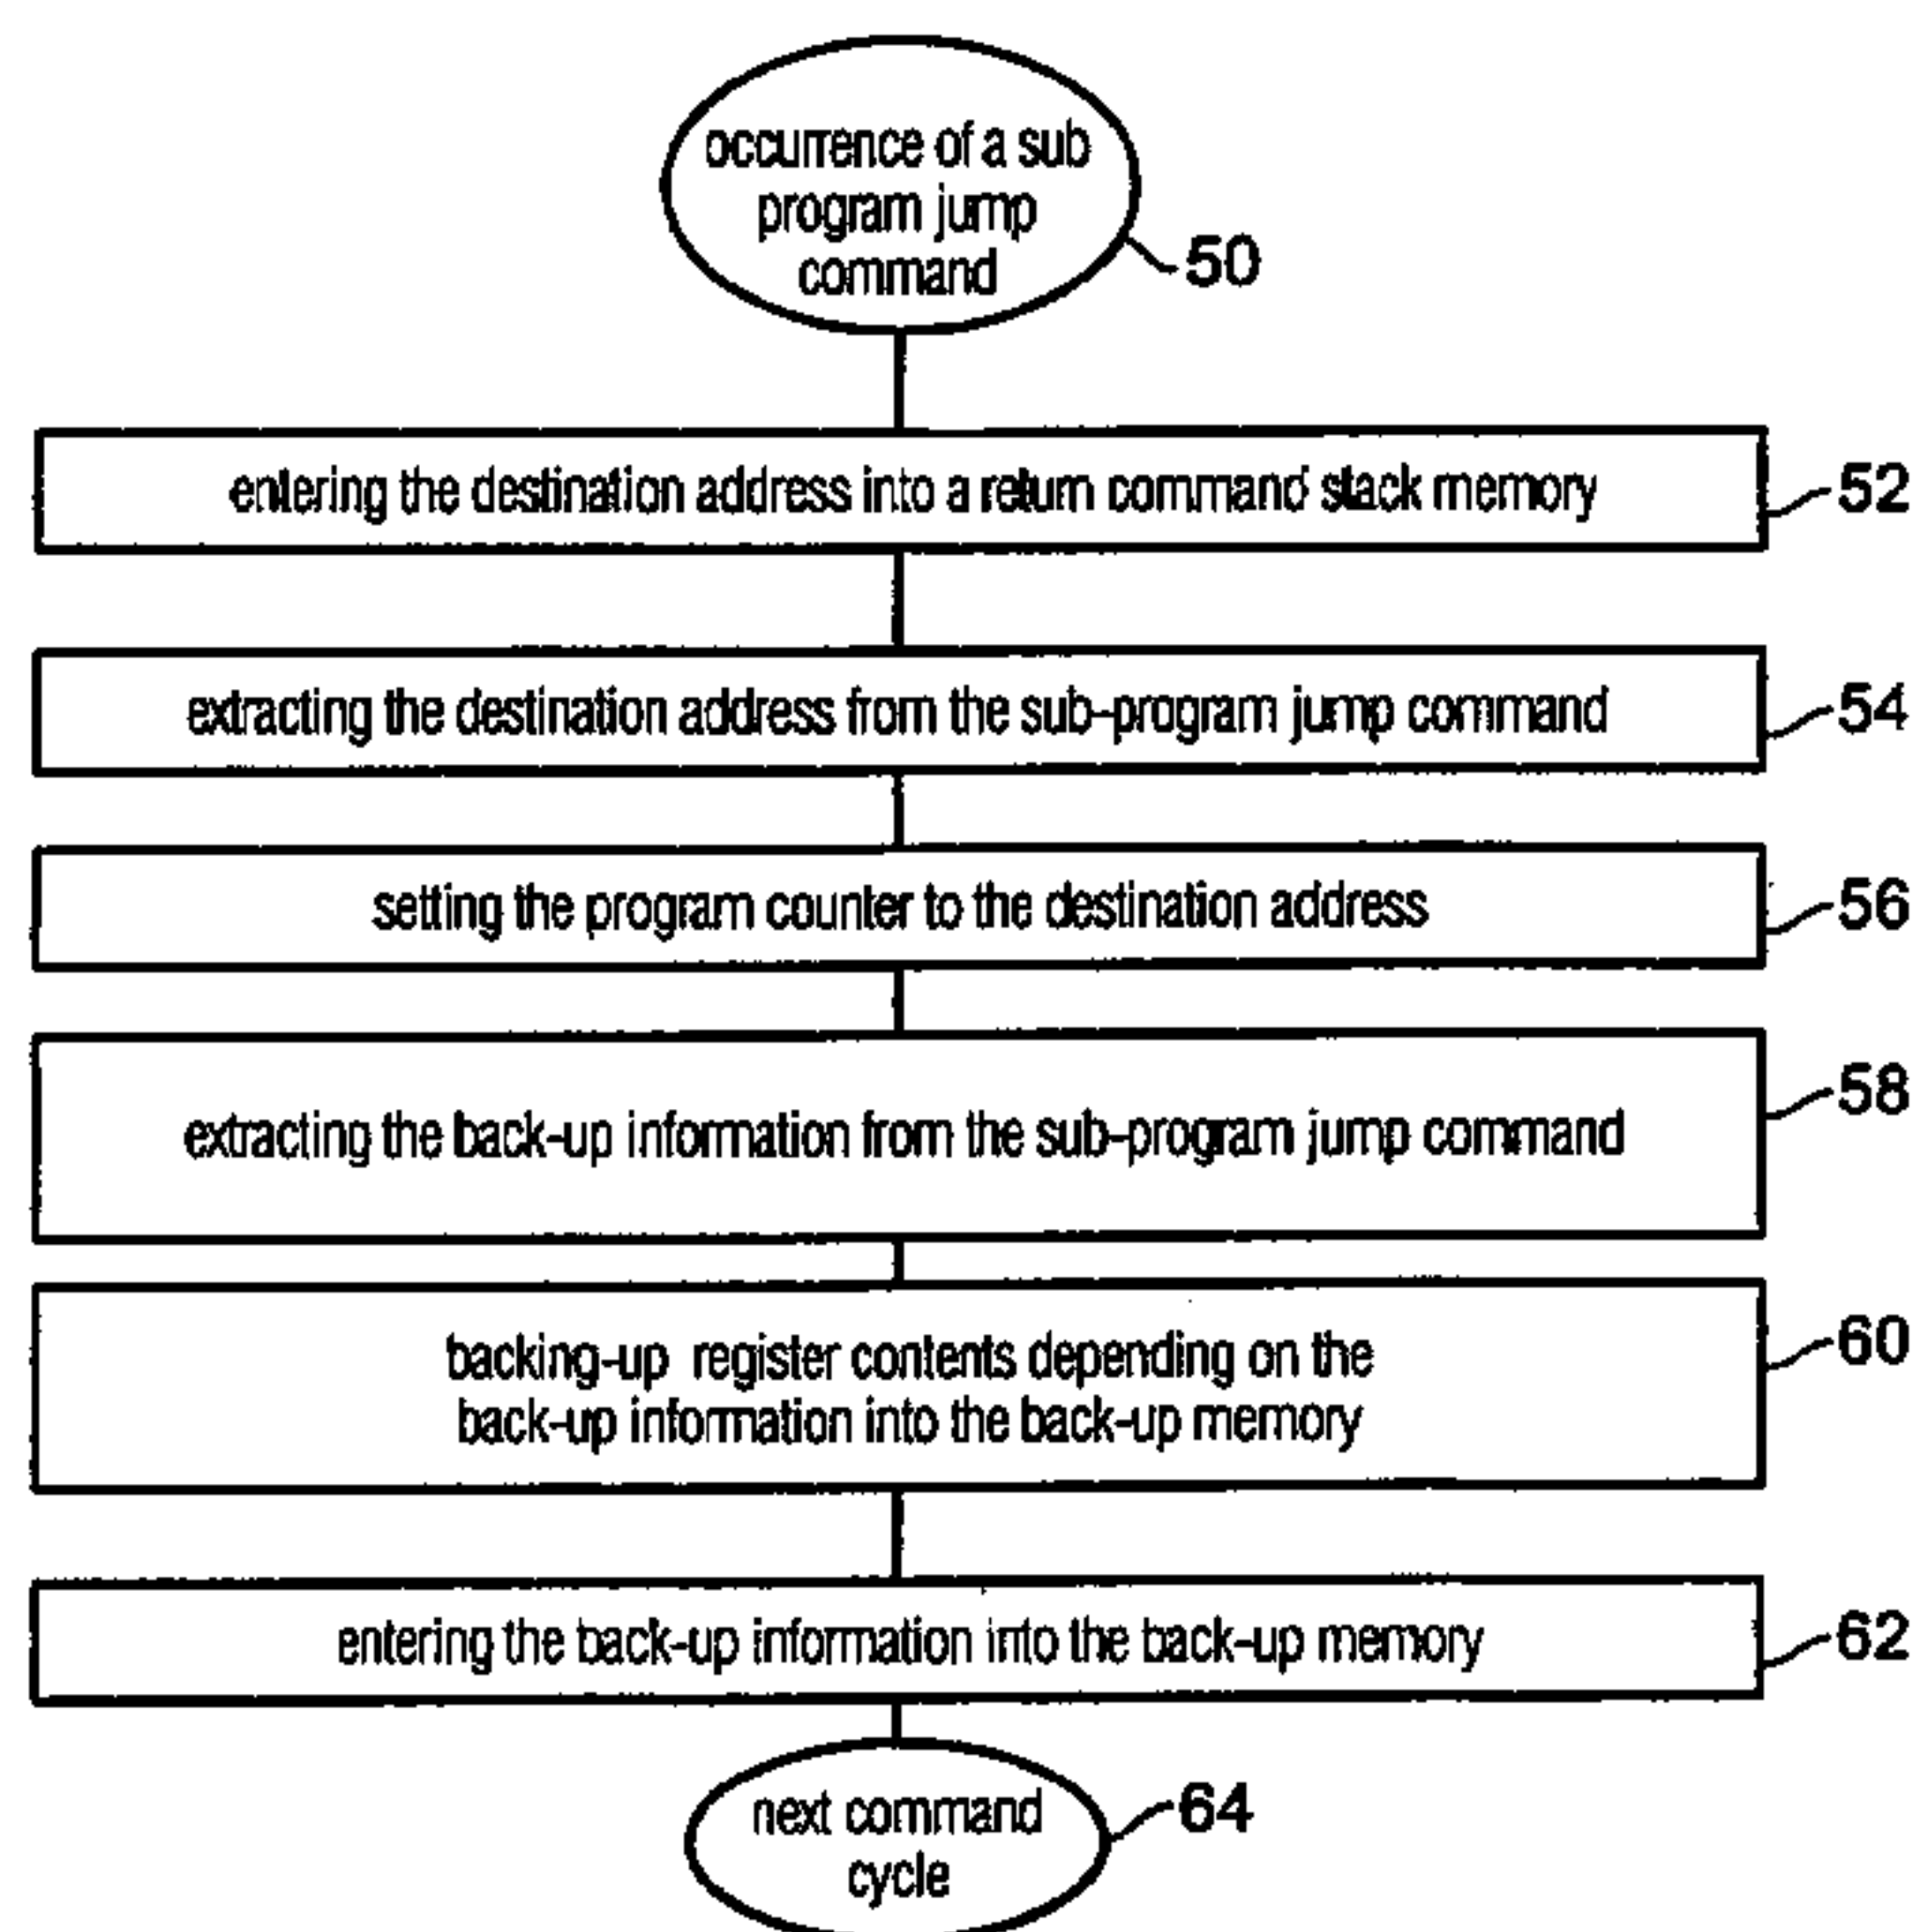 occurrence of a sub
program jump
command
50
entering the destination address into a return command stack memory
52
extracting the destination address from the sub-program jump command
54
setting the program counter to the destination address
56
extracting the back-up information from the sub-program jump command
58
backing-up register contents depending on the
back-up information into the back-up memory
60
entering the back-up information into the back-up memory
62
next command
cycle
64